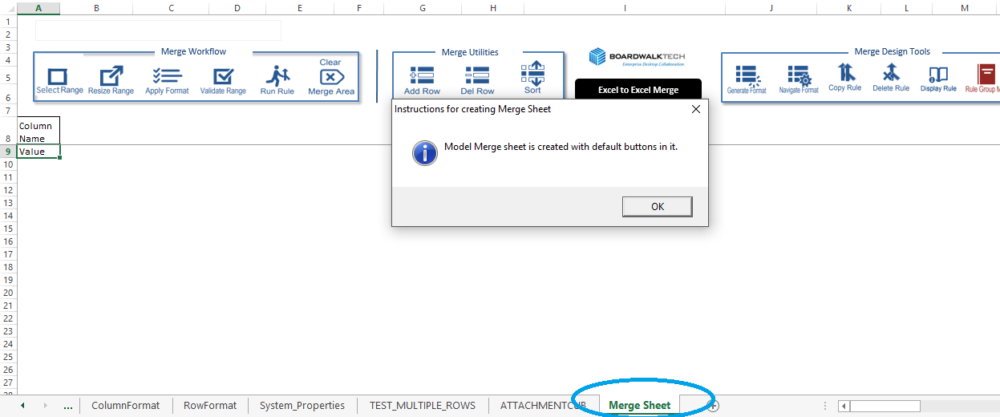 A B C D E F G H I J K L M
1
2
3
4
5
6
7
8
9
10
11
12
13
14
15
16
17
18
19
20
21
22
23
24
25
26
27
28
Merge Workflow
Select Range Resize Range Apply Format Validate Range Run Rule Clear Merge Area
Merge Utilities
Add Row Del Row Sort
BOARDWALKTECH
Enterprise.Desktop.Collaboration.
Excel to Excel Merge
Merge Design Tools
Generate Format Navigate Format Copy Rule Delete Rule Display Rule Rule Group M
Column
Name
Value
Instructions for creating Merge Sheet
Model Merge sheet is created with default buttons in it.
OK
... ColumnFormat RowFormat System_Properties TEST_MULTIPLE_ROWS Merge Sheet